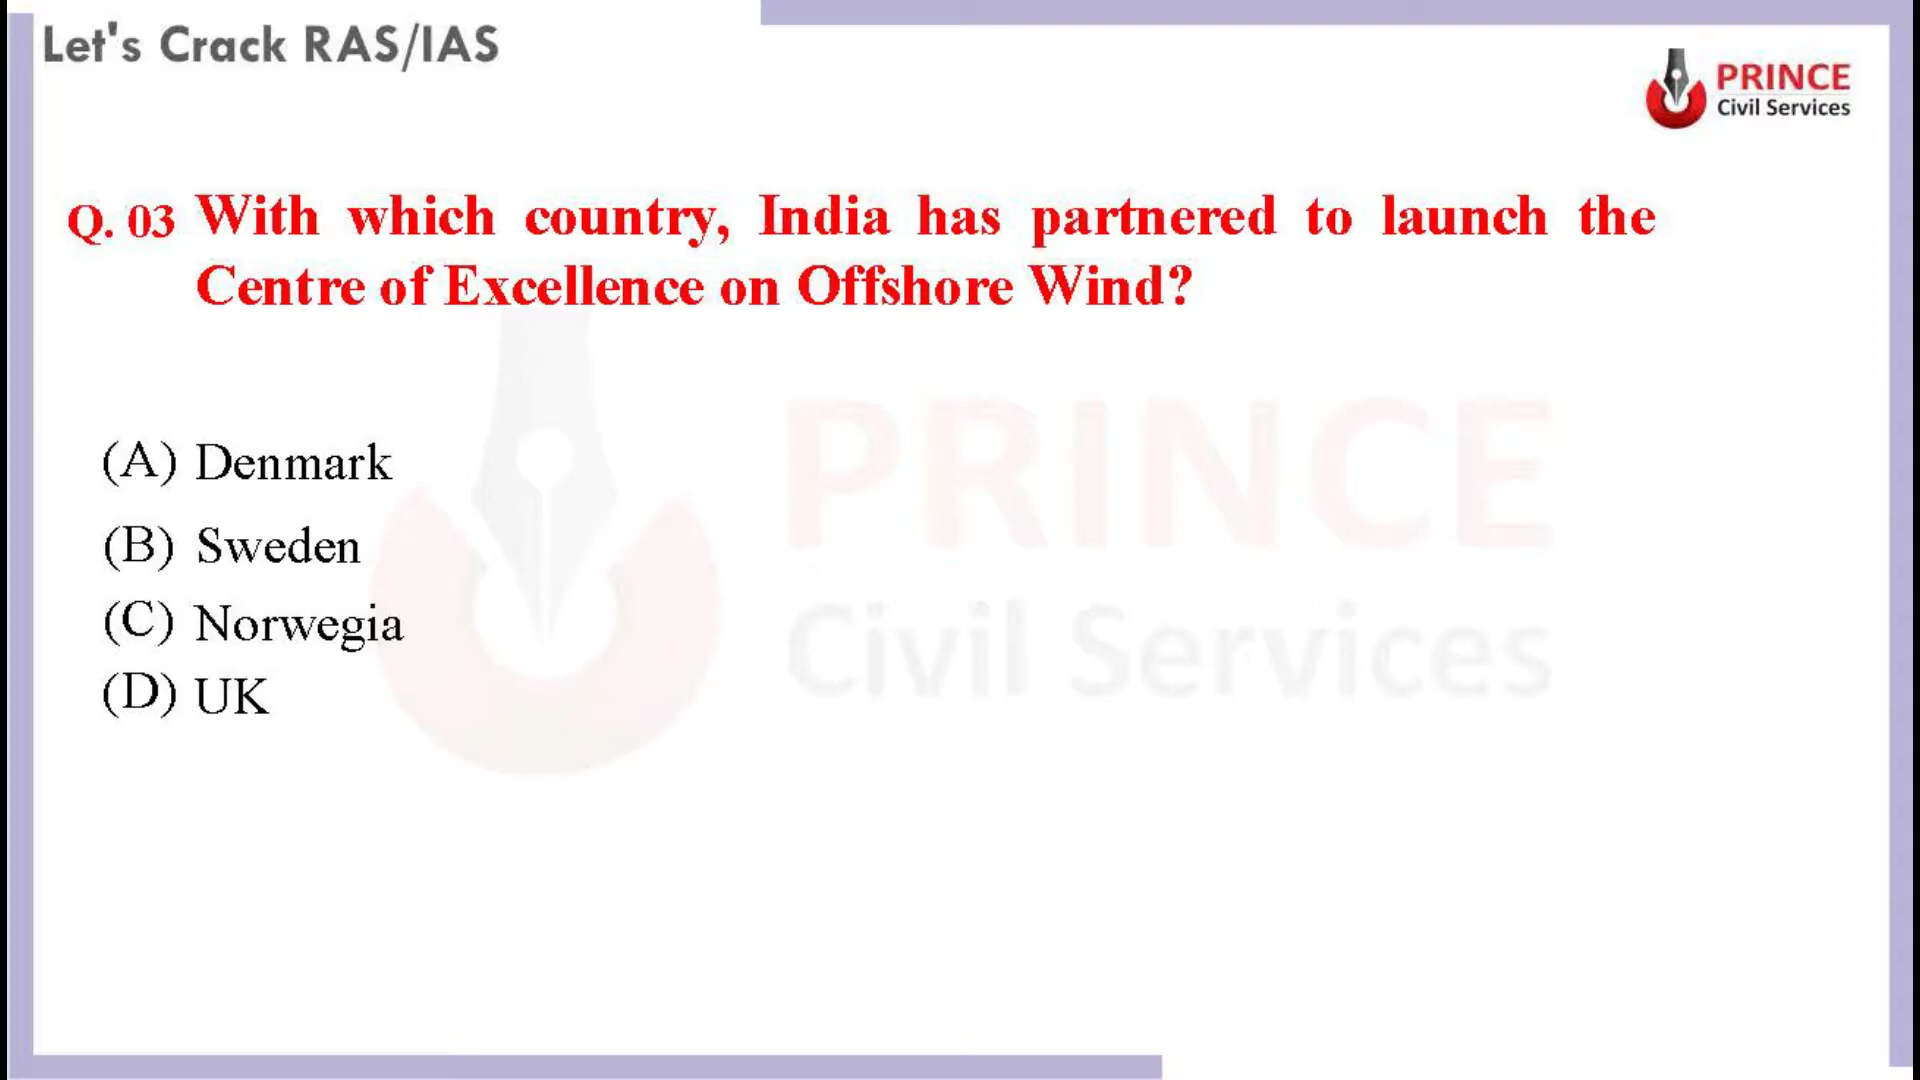 Let's Crack RAS/IAS
PRINCE
Civil Services
Q. 03 With which country, India has partnered to launch the
Centre of Excellence on Offshore Wind?
(A) Denmark
(B) Sweden
(C) Norwegia
(D) UK
PRINCE
Civil Services